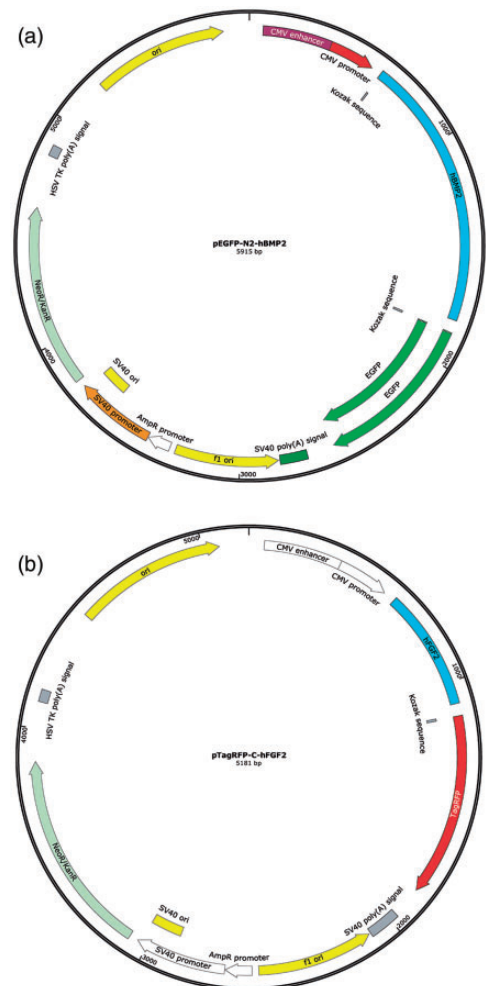 (a)
ori
CMV enhancer
CMV promoter
Kozak sequence
1000
hBMP2
5000
HSV TK poly(A) signal
pEGFP-N2-hBMP2
5915 bp
Kozak sequence
NeoR/KanR
2000
EGFP
EGFP
4000
SV40 ori
SV40 promoter
AmpR promoter
SV40 poly(A) signal
f1 ori
3000
(b)
5000
ori
CMV enhancer
CMV promoter
hFGF2
1000
HSV TK poly(A) signal
Kozak sequence
4000
pTagRFP-C-hFGF2
5181 bp
TagRFP
NeoR/KanR
SV40 ori
SV40 poly(A) signal
2000
SV40 promoter
AmpR promoter
f1 ori
3000